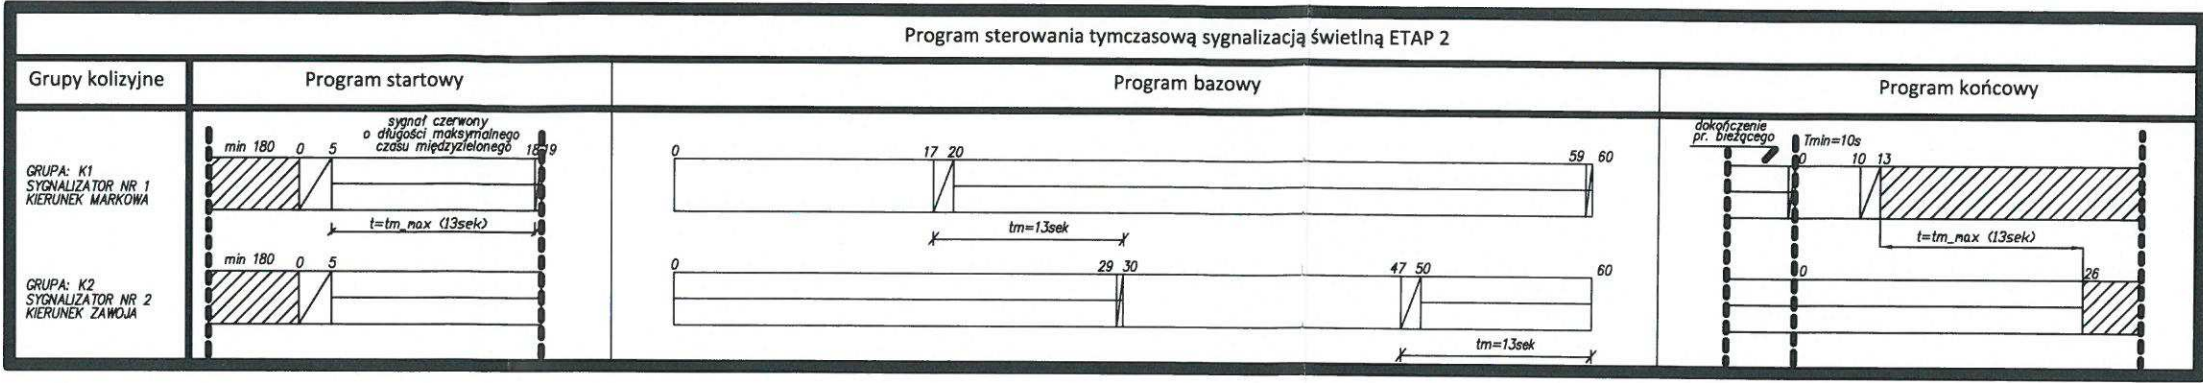 Program sterowania tymczasową sygnalizacją świetlną ETAP 2
Grupy kolizyjne
Program startowy
Program bazowy
Program końcowy
GRUPA: K1
SYGNALIZATOR NR 1
KIERUNEK MARKOWA
min 180 0 5
sygnał czerwony
o długości maksymalnego
czasu międzyzielonego
18 19
t=tm_max (13sek)
0 17 20 59 60
tm=13sek
dokończenie
pr. bieżącego
Tmin=10s
0 10 13
t=tm_max (13sek)
GRUPA: K2
SYGNALIZATOR NR 2
KIERUNEK ZAWOJA
min 180 0 5
0 29 30 47 50 60
tm=13sek
0 26